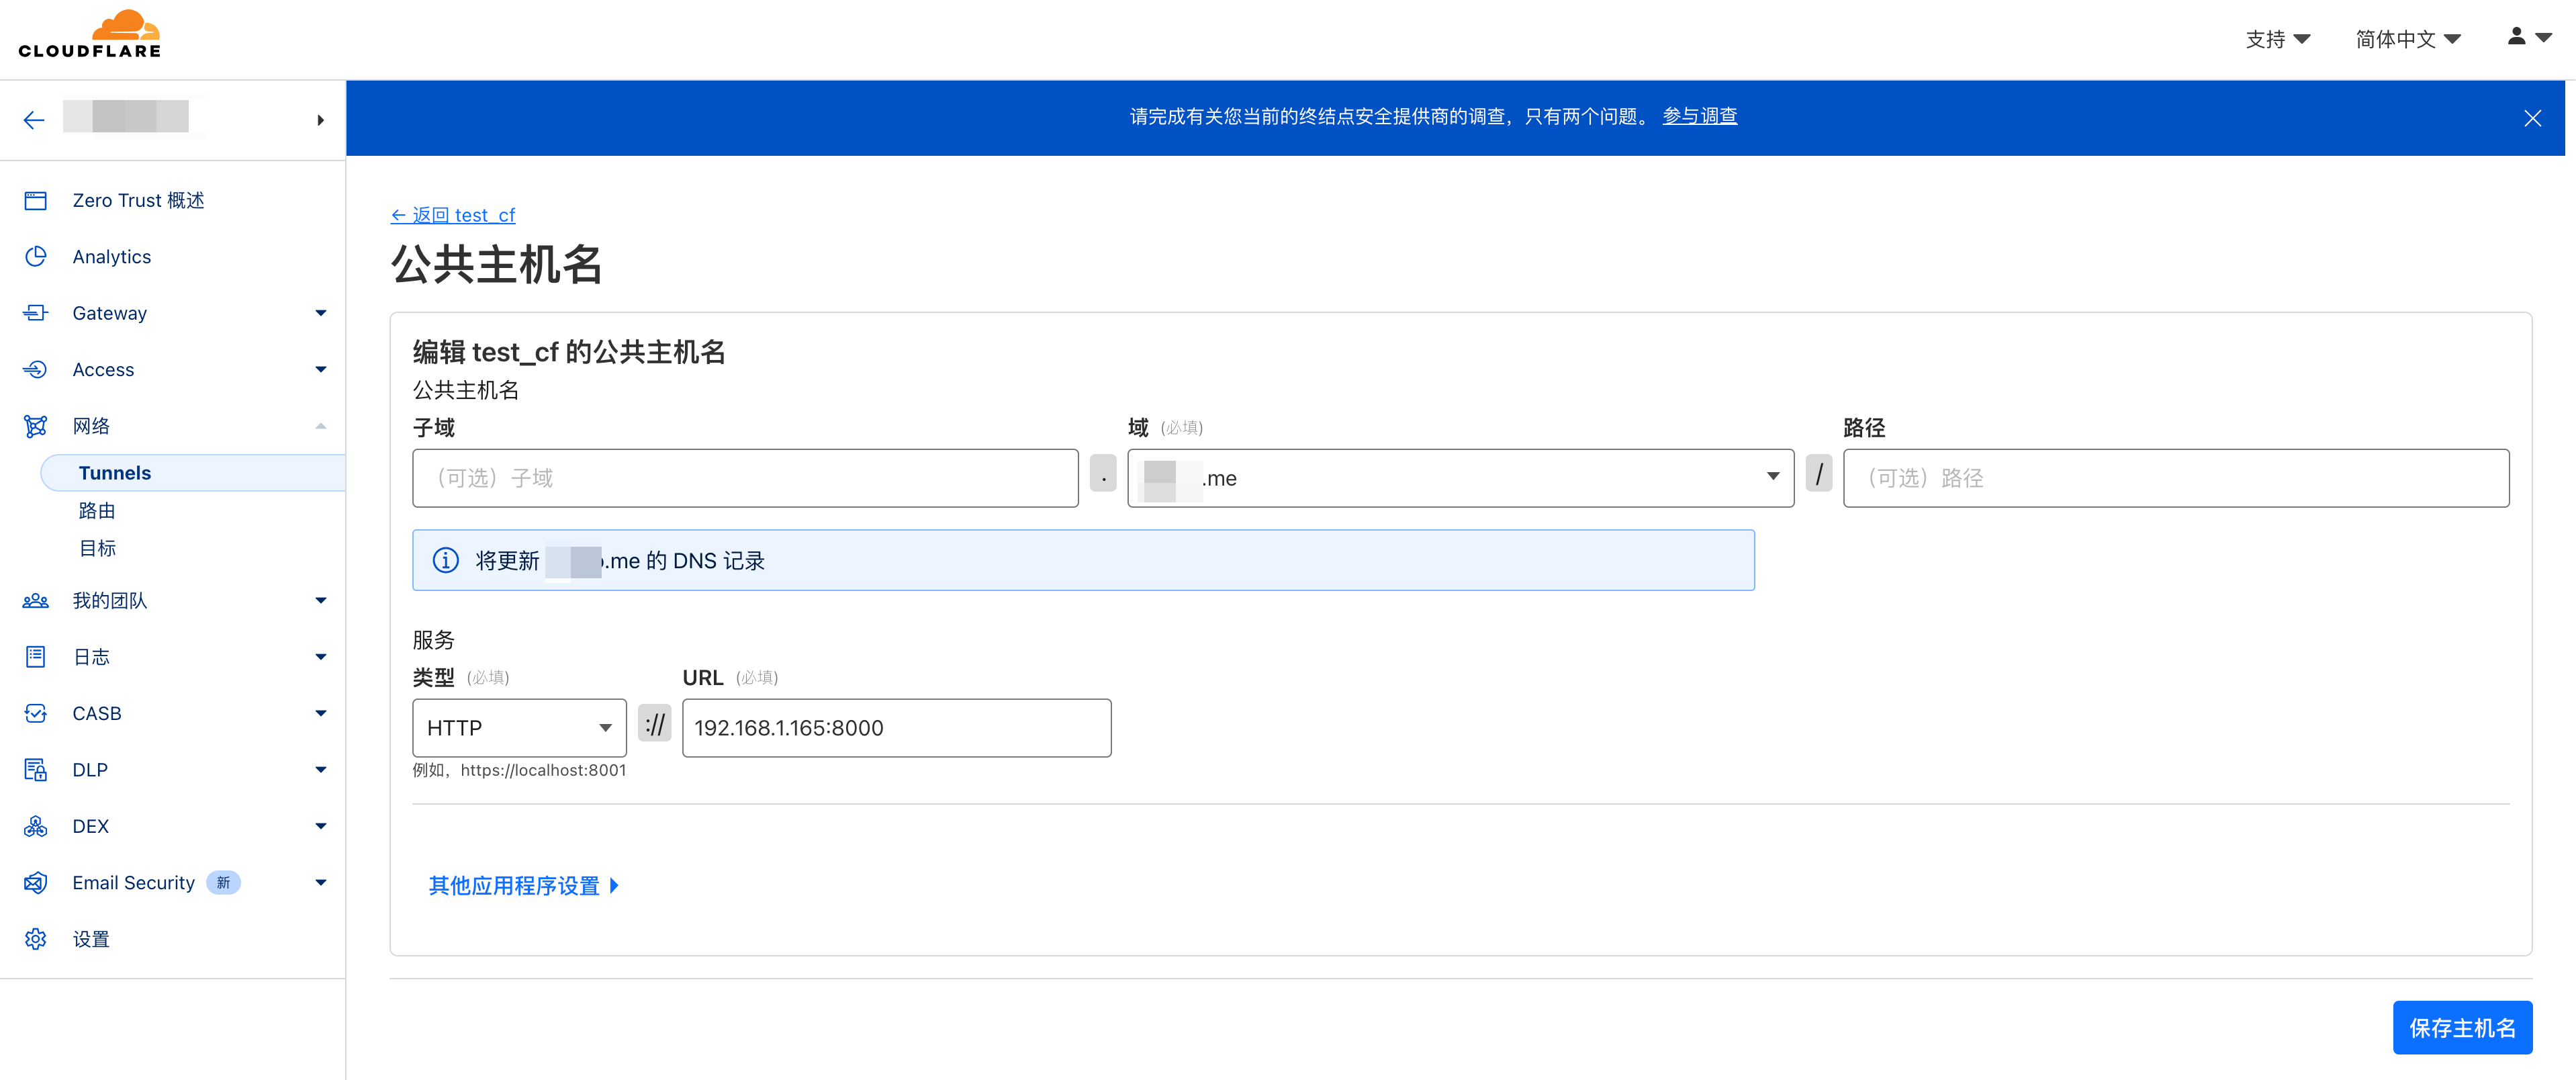 CLOUDFLARE
支持
简体中文
请完成有关您当前的终结点安全提供商的调查，只有两个问题。 参与调查
Zero Trust 概述
Analytics
Gateway
Access
网络
Tunnels
路由
目标
我的团队
日志
CASB
DLP
DEX
Email Security 新
设置
← 返回 test_cf
公共主机名
编辑 test_cf 的公共主机名
公共主机名
子域
域 (必填)
路径
（可选）子域
.
.me
/
（可选）路径
将更新 .me 的 DNS 记录
服务
类型 (必填)
URL (必填)
HTTP
://
192.168.1.165:8000
例如，https://localhost:8001
其他应用程序设置
保存主机名